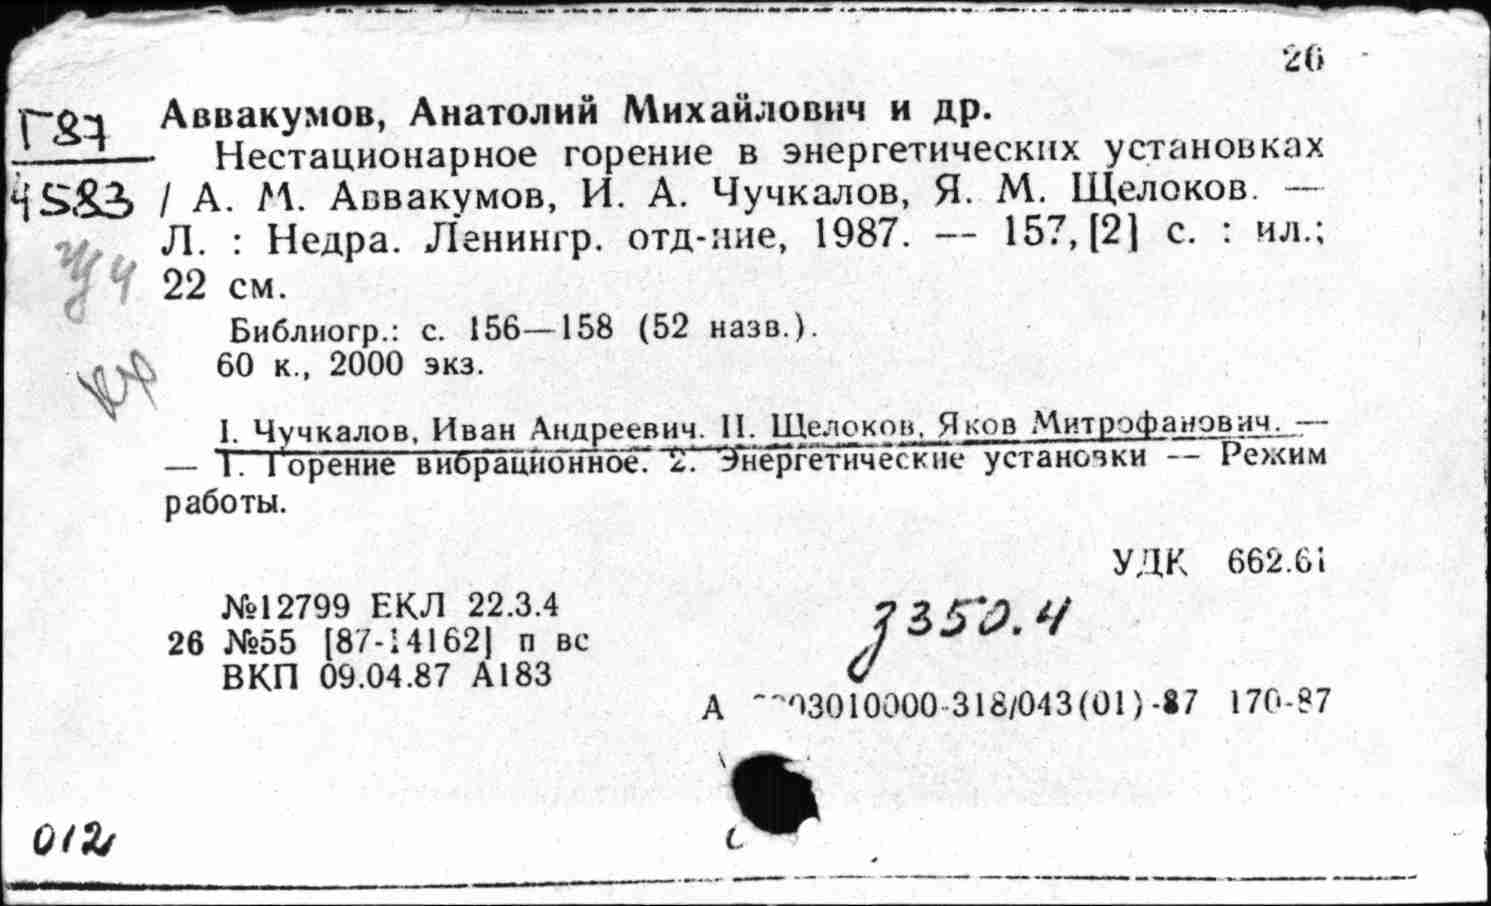 26
Г87 Аввакумов, Анатолий Михайлович и др.
Нестационарное горение в энергетических установках
4583 / А. М. Аввакумов, И. А. Чучкалов, Я. М. Щелоков. —
Л. : Недра. Ленингр. отд-ние, 1987. — 157, [2] с. : ил.;
22 см.
Библиогр.: с. 156—158 (52 назв.).
60 к., 2000 экз.
I. Чучкалов, Иван Андреевич. II. Щелоков, Яков Митрофанович. —
— 1. Горение вибрационное. 2. Энергетические установки — Режим
работы.
УДК 662.61
№12799 ЕКЛ 22.3.4
26 №55 [87-14162] п вс
ВКП 09.04.87 А183
З350.4
А 03010000-318/043(01)-87 170-87
012